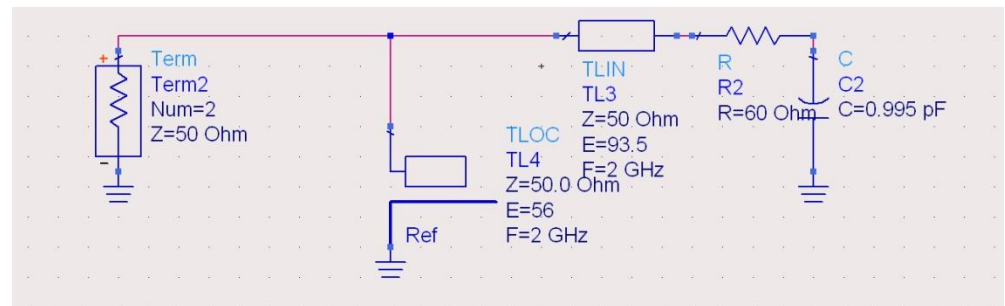 +
Term
Term2
Num=2
Z=50 Ohm
-
TLOC
TL4
Z=50.0 Ohm
E=56
F=2 GHz
Ref
TLIN
TL3
Z=50 Ohm
E=93.5
F=2 GHz
R
R2
R=60 Ohm
C
C2
C=0.995 pF